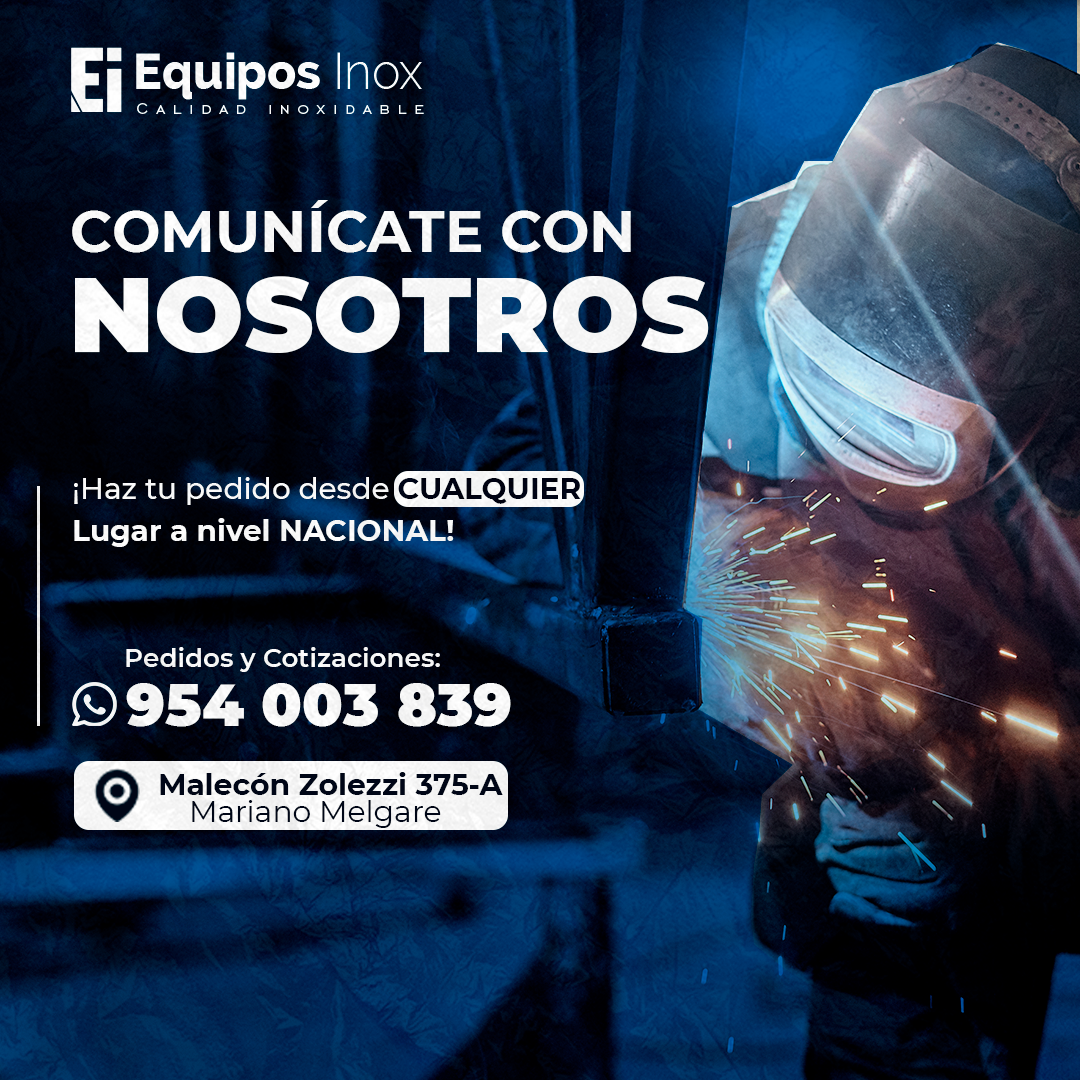 Ei Equipos Inox
CALIDAD INOXIDABLE
COMUNÍCATE CON
NOSOTROS
¡Haz tu pedido desde CUALQUIER
Lugar a nivel NACIONAL!
Pedidos y Cotizaciones:
954 003 839
Malecón Zolezzi 375-A
Mariano Melgare